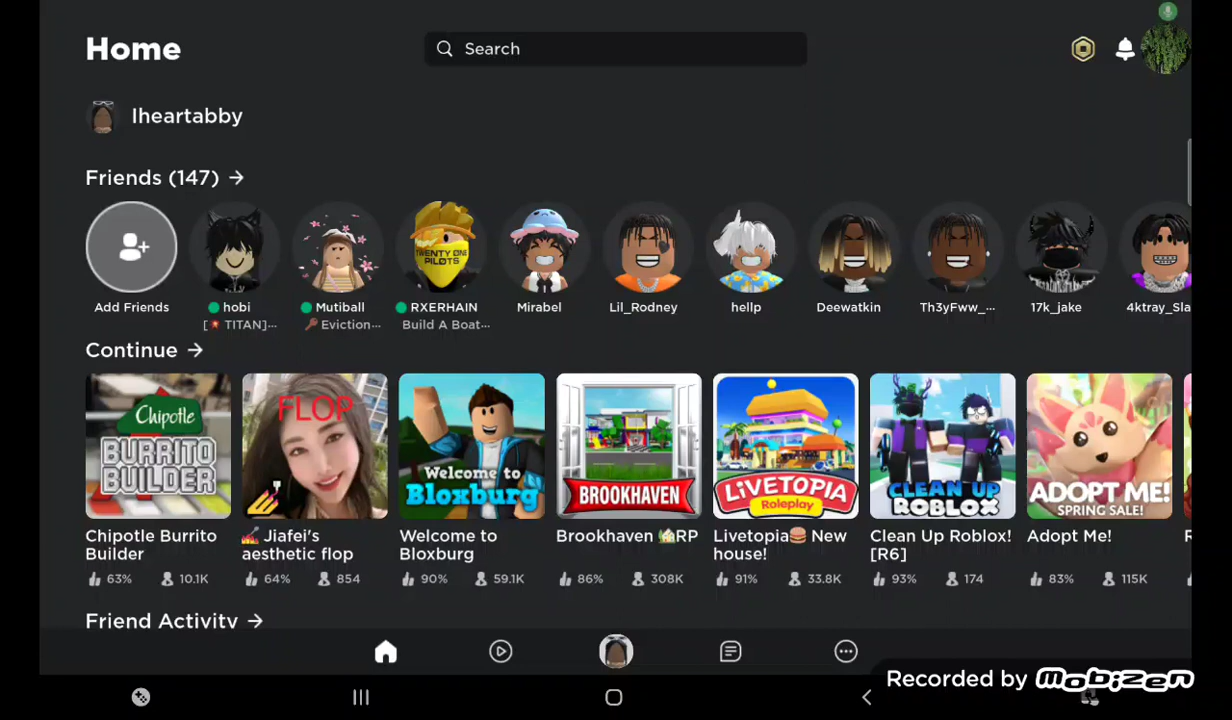 Home
Search
Iheartabby
Friends (147)
Add Friends
hobi
[💥TITAN]...
Mutiball
Eviction...
RXERHAIN
Build A Boat...
TWENTY ONE
PILOTS
Mirabel
Lil_Rodney
hellp
Deewatkin
Th3yFww_...
17k_jake
4ktray_Sla
Continue
Chipotle
BURRITO
BUILDER
FLOP
Welcome to
Bloxburg
BROOKHAVEN
LIVETOPIA
Roleplay
CLEAN UP
ROBLOX
ADOPT ME!
SPRING SALE!
Chipotle Burrito
Builder
63% 10.1K
💅 Jiafei's
aesthetic flop
64% 854
Welcome to
Bloxburg
90% 59.1K
Brookhaven 🏡RP
86% 308K
Livetopia🍔 New
house!
91% 33.8K
Clean Up Roblox!
[R6]
93% 174
Adopt Me!
83% 115K
Friend Activity
Recorded by mobizen